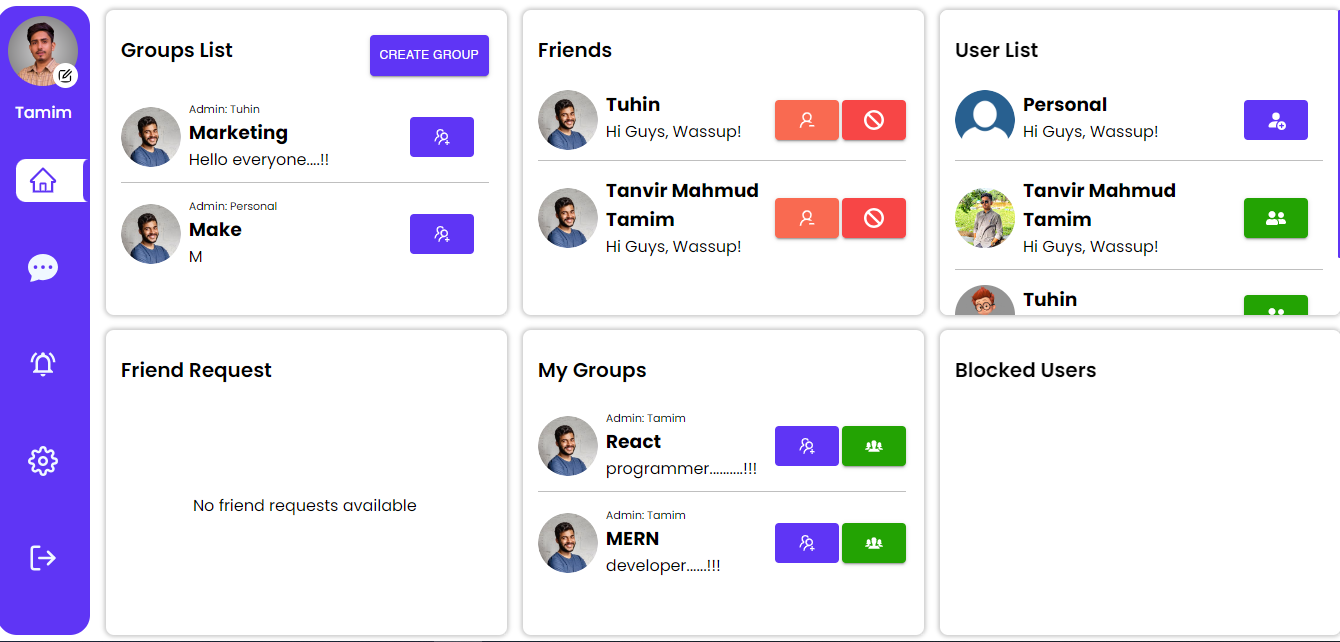 Tamim
Groups List
CREATE GROUP
Admin: Tuhin
Marketing
Hello everyone....!!
Admin: Personal
Make
M
Friends
Tuhin
Hi Guys, Wassup!
Tanvir Mahmud
Tamim
Hi Guys, Wassup!
User List
Personal
Hi Guys, Wassup!
Tanvir Mahmud
Tamim
Hi Guys, Wassup!
Tuhin
Friend Request
No friend requests available
My Groups
Admin: Tamim
React
programmer..........!!!
Admin: Tamim
MERN
developer......!!!
Blocked Users